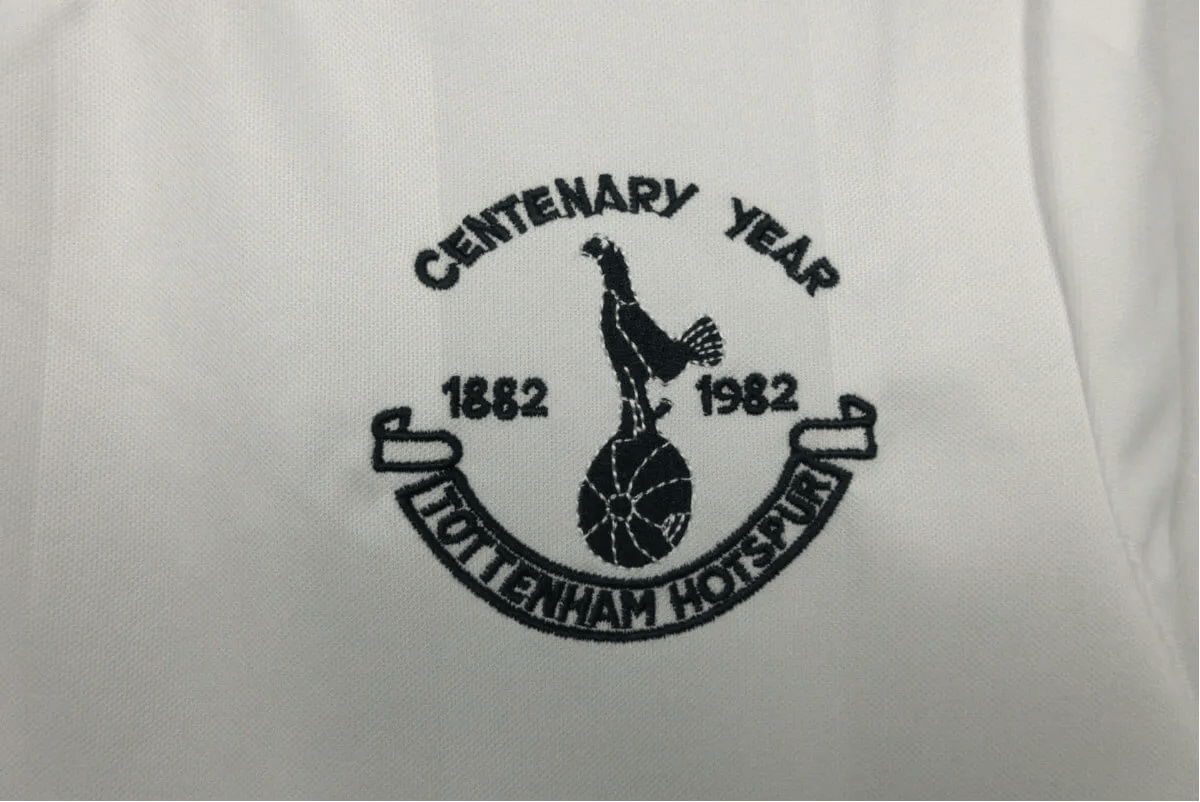 CENTENARY YEAR
1882 1982
TOTTENHAM HOTSPUR